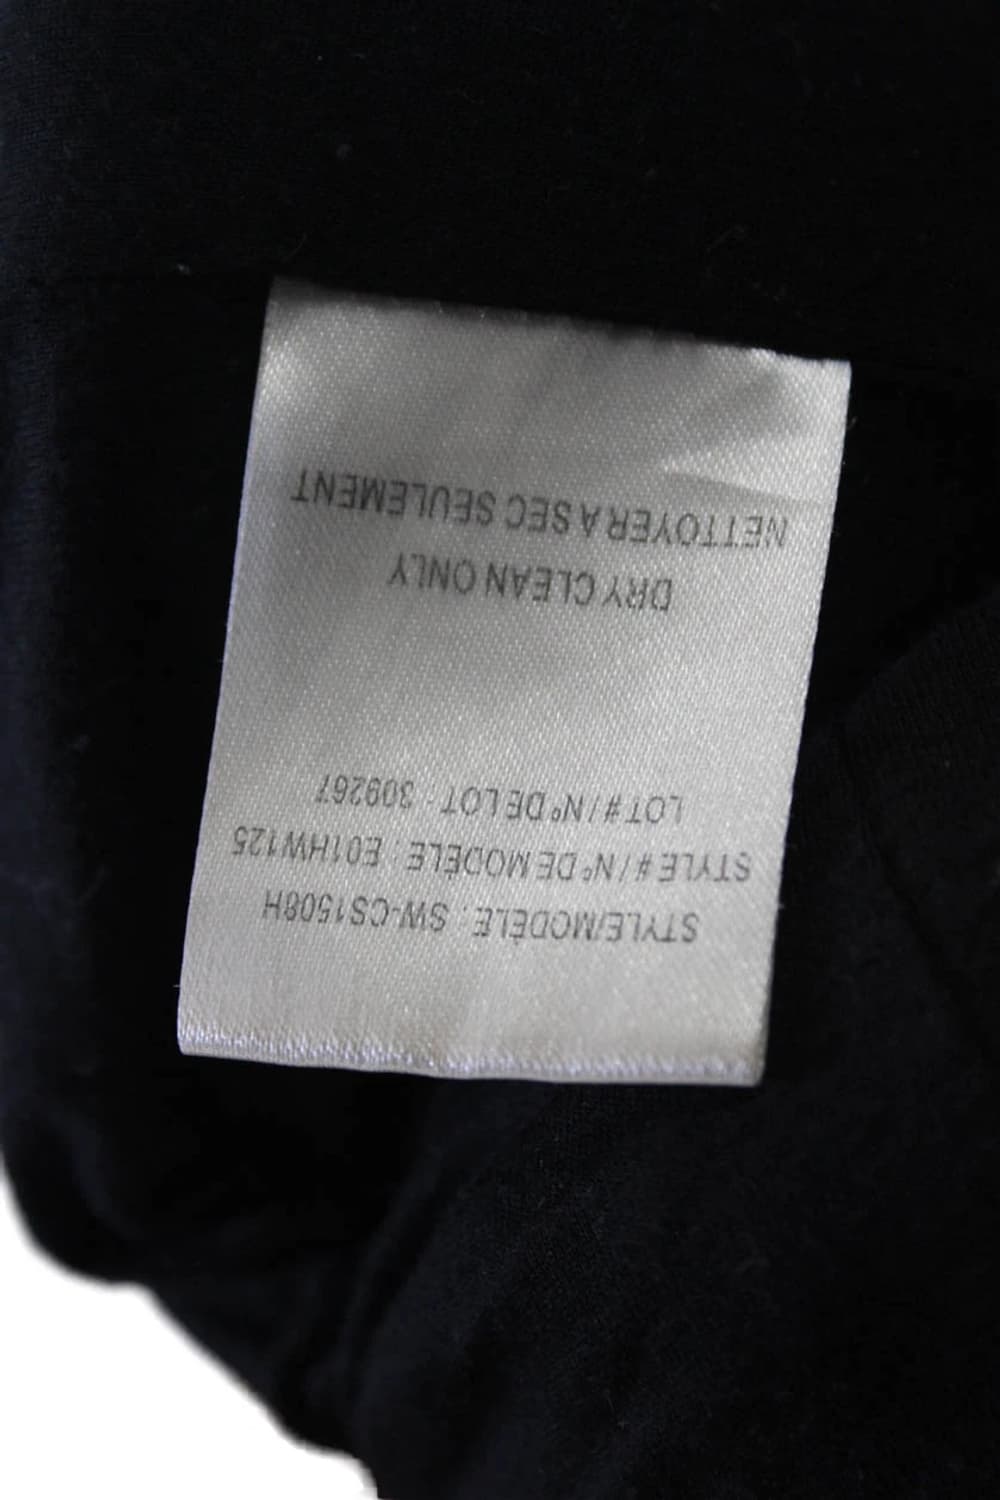 STYLE/MODÈLE : SW-CS1508H
STYLE # / N° DE MODÈLE : E01HW125
LOT # / N° DE LOT : 309267
DRY CLEAN ONLY
NETTOYER A SEC SEULEMENT